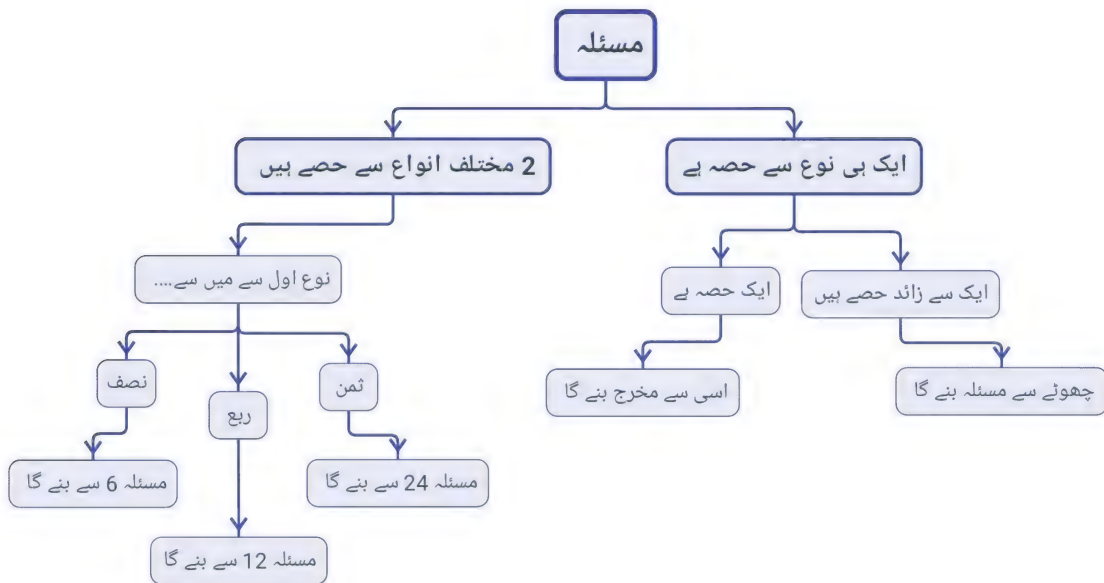 مسئلہ
ایک ہی نوع سے حصہ ہے
2 مختلف انواع سے حصے ہیں
ایک سے زائد حصے ہیں
ایک حصہ ہے
نوع اول سے میں سے....
چھوٹے سے مسئلہ بنے گا
اسی سے مخرج بنے گا
ثمن
ربع
نصف
مسئلہ 24 سے بنے گا
مسئلہ 6 سے بنے گا
مسئلہ 12 سے بنے گا